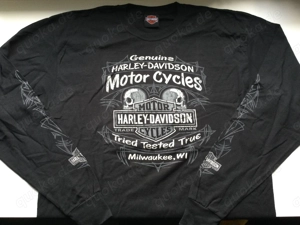 Genuine
HARLEY-DAVIDSON
Motor Cycles
MOTOR
HARLEY-DAVIDSON
TRADE MARK
CYCLES
Tried Tested True
Milwaukee, WI